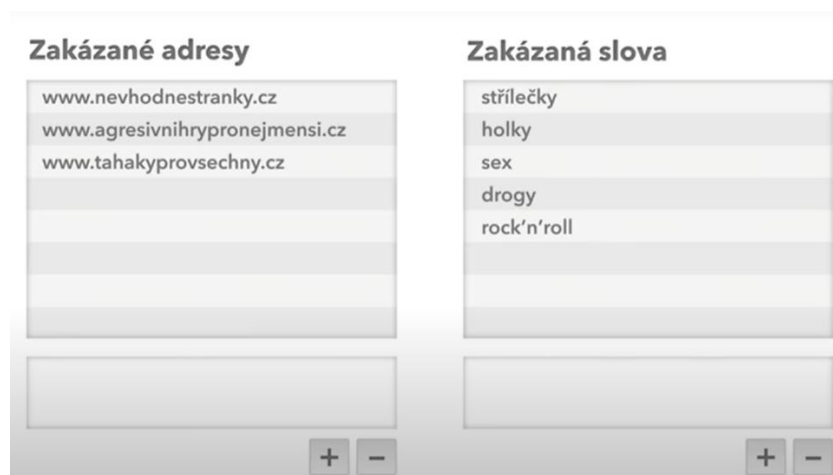 Zakázané adresy
www.nevhodnestranky.cz
www.agresivnihrypronejmensi.cz
www.tahakyprovsechny.cz
+ −
Zakázaná slova
střílečky
holky
sex
drogy
rock’n’roll
+ −